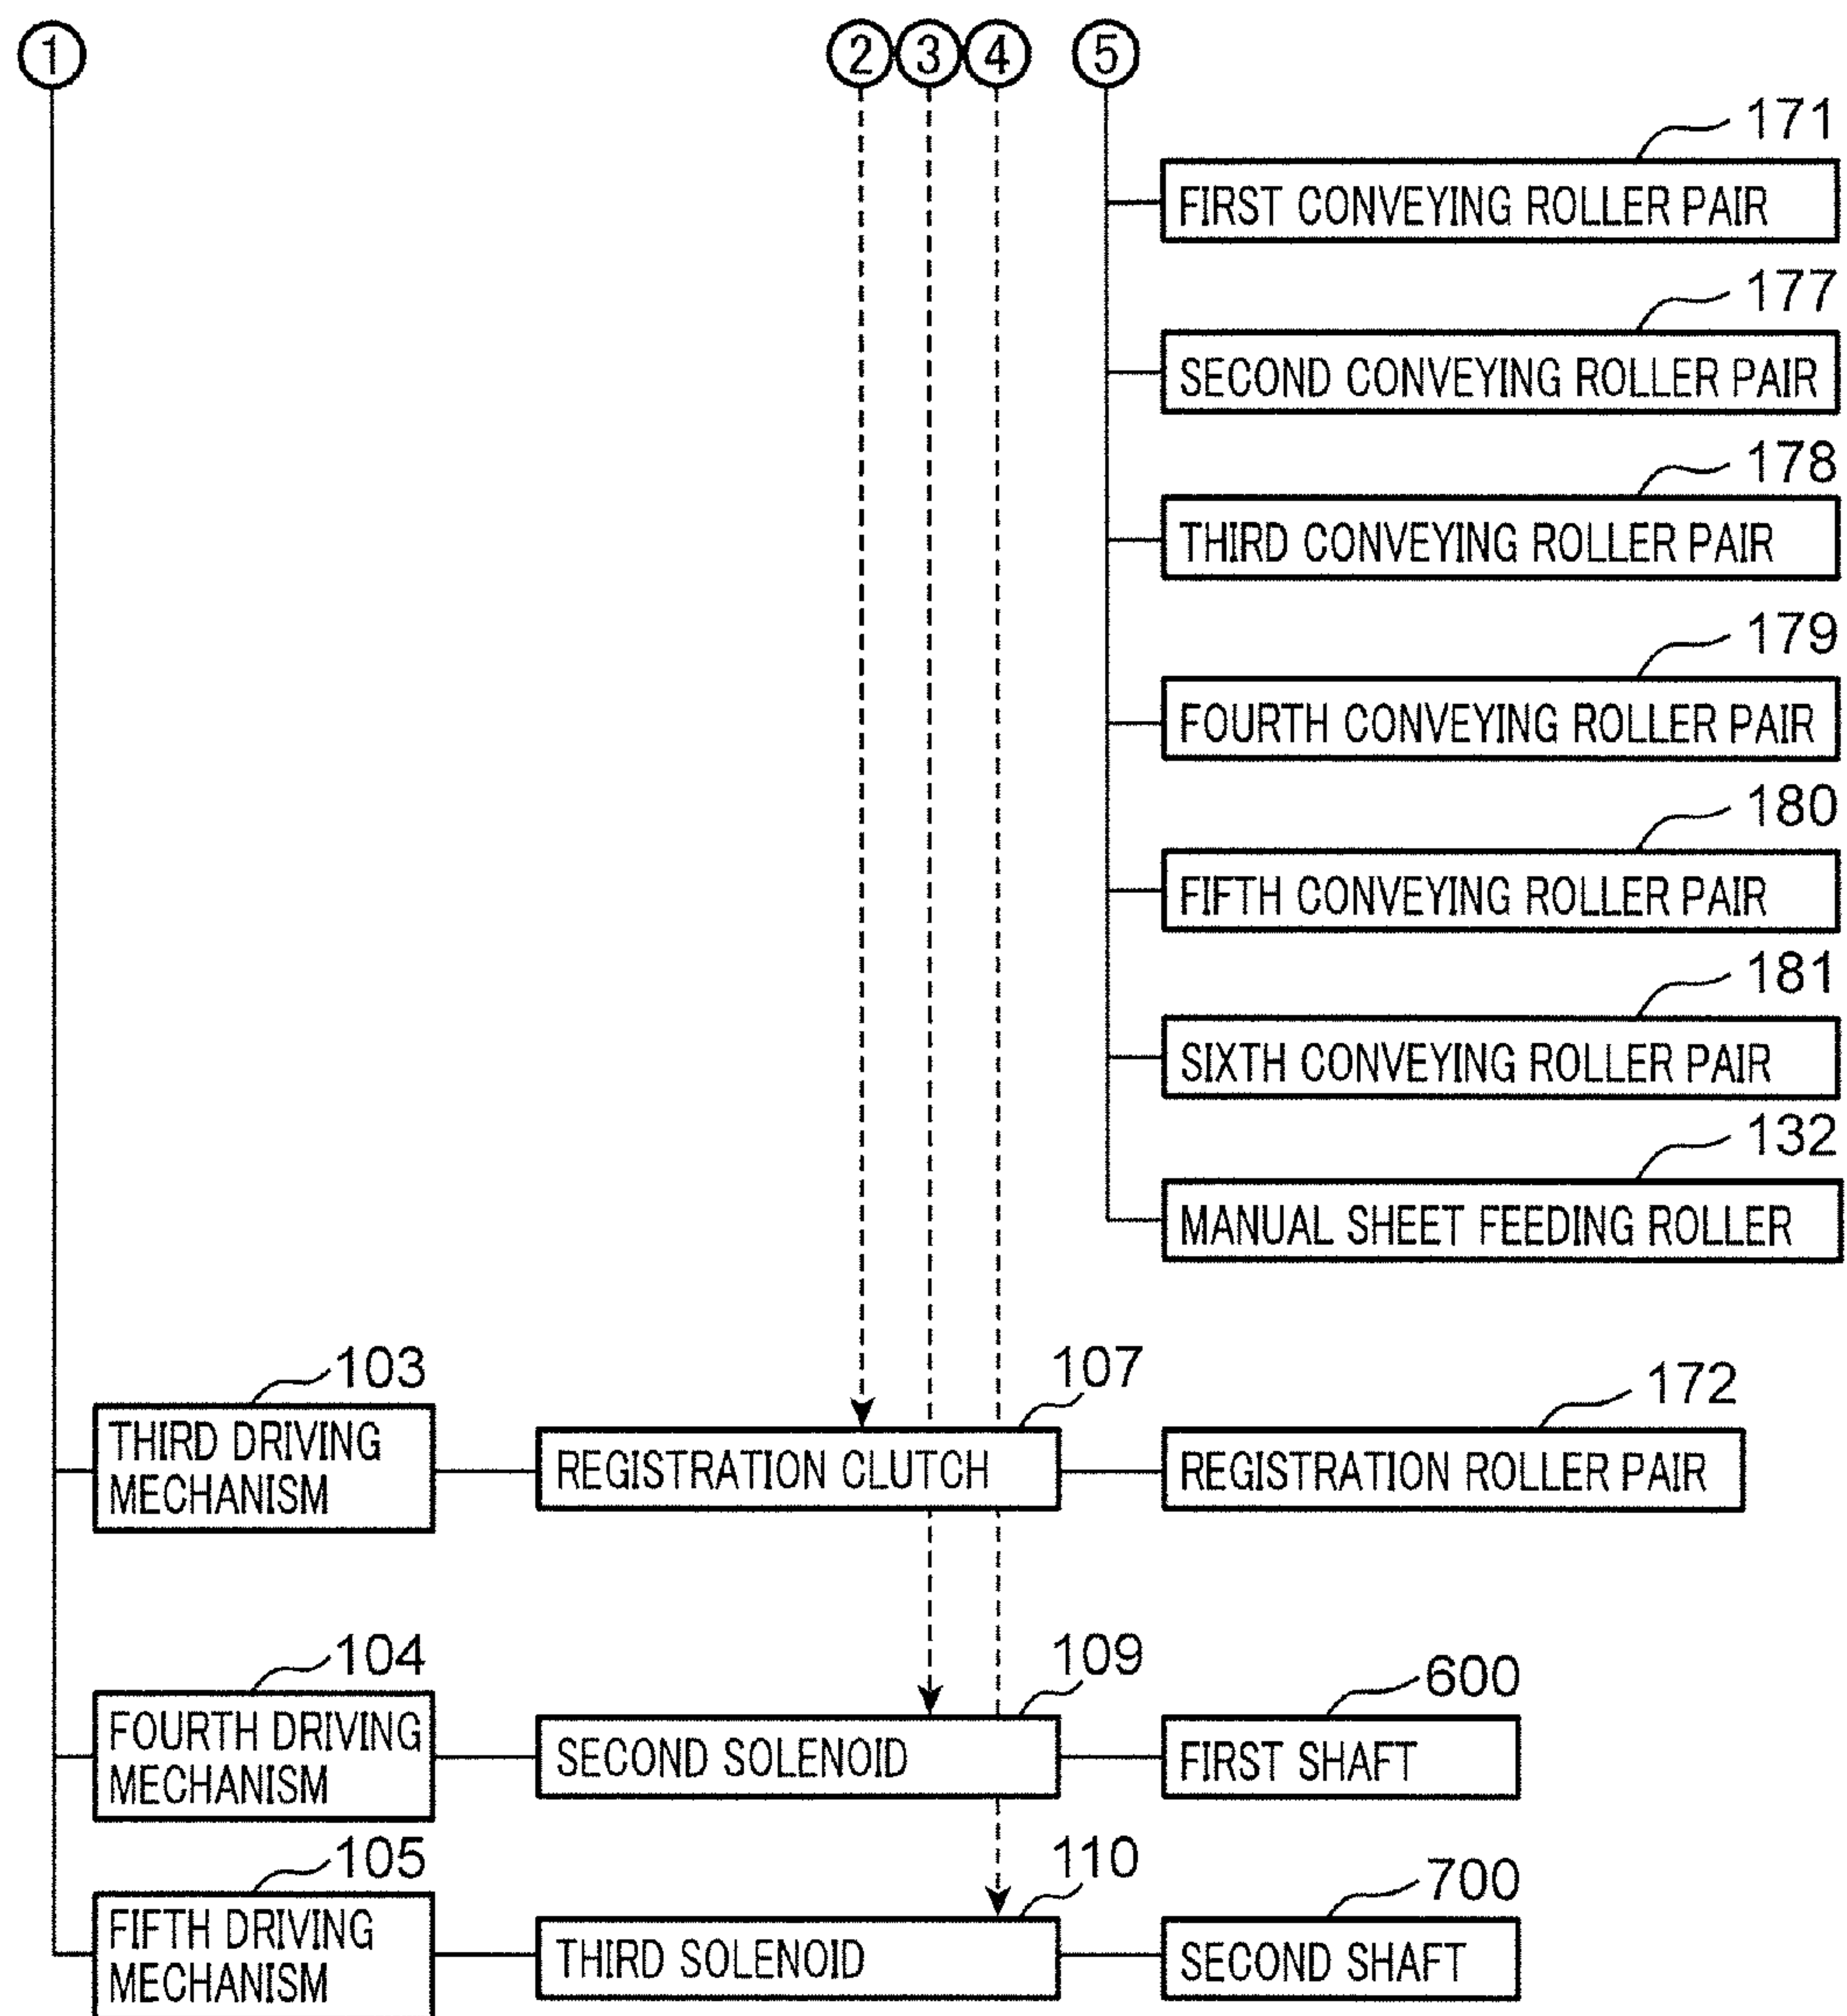 1 2 3 4 5
171
FIRST CONVEYING ROLLER PAIR
177
SECOND CONVEYING ROLLER PAIR
178
THIRD CONVEYING ROLLER PAIR
179
FOURTH CONVEYING ROLLER PAIR
180
FIFTH CONVEYING ROLLER PAIR
181
SIXTH CONVEYING ROLLER PAIR
132
MANUAL SHEET FEEDING ROLLER
103
THIRD DRIVING
MECHANISM
107
REGISTRATION CLUTCH
172
REGISTRATION ROLLER PAIR
104
FOURTH DRIVING
MECHANISM
109
SECOND SOLENOID
600
FIRST SHAFT
105
FIFTH DRIVING
MECHANISM
110
THIRD SOLENOID
700
SECOND SHAFT